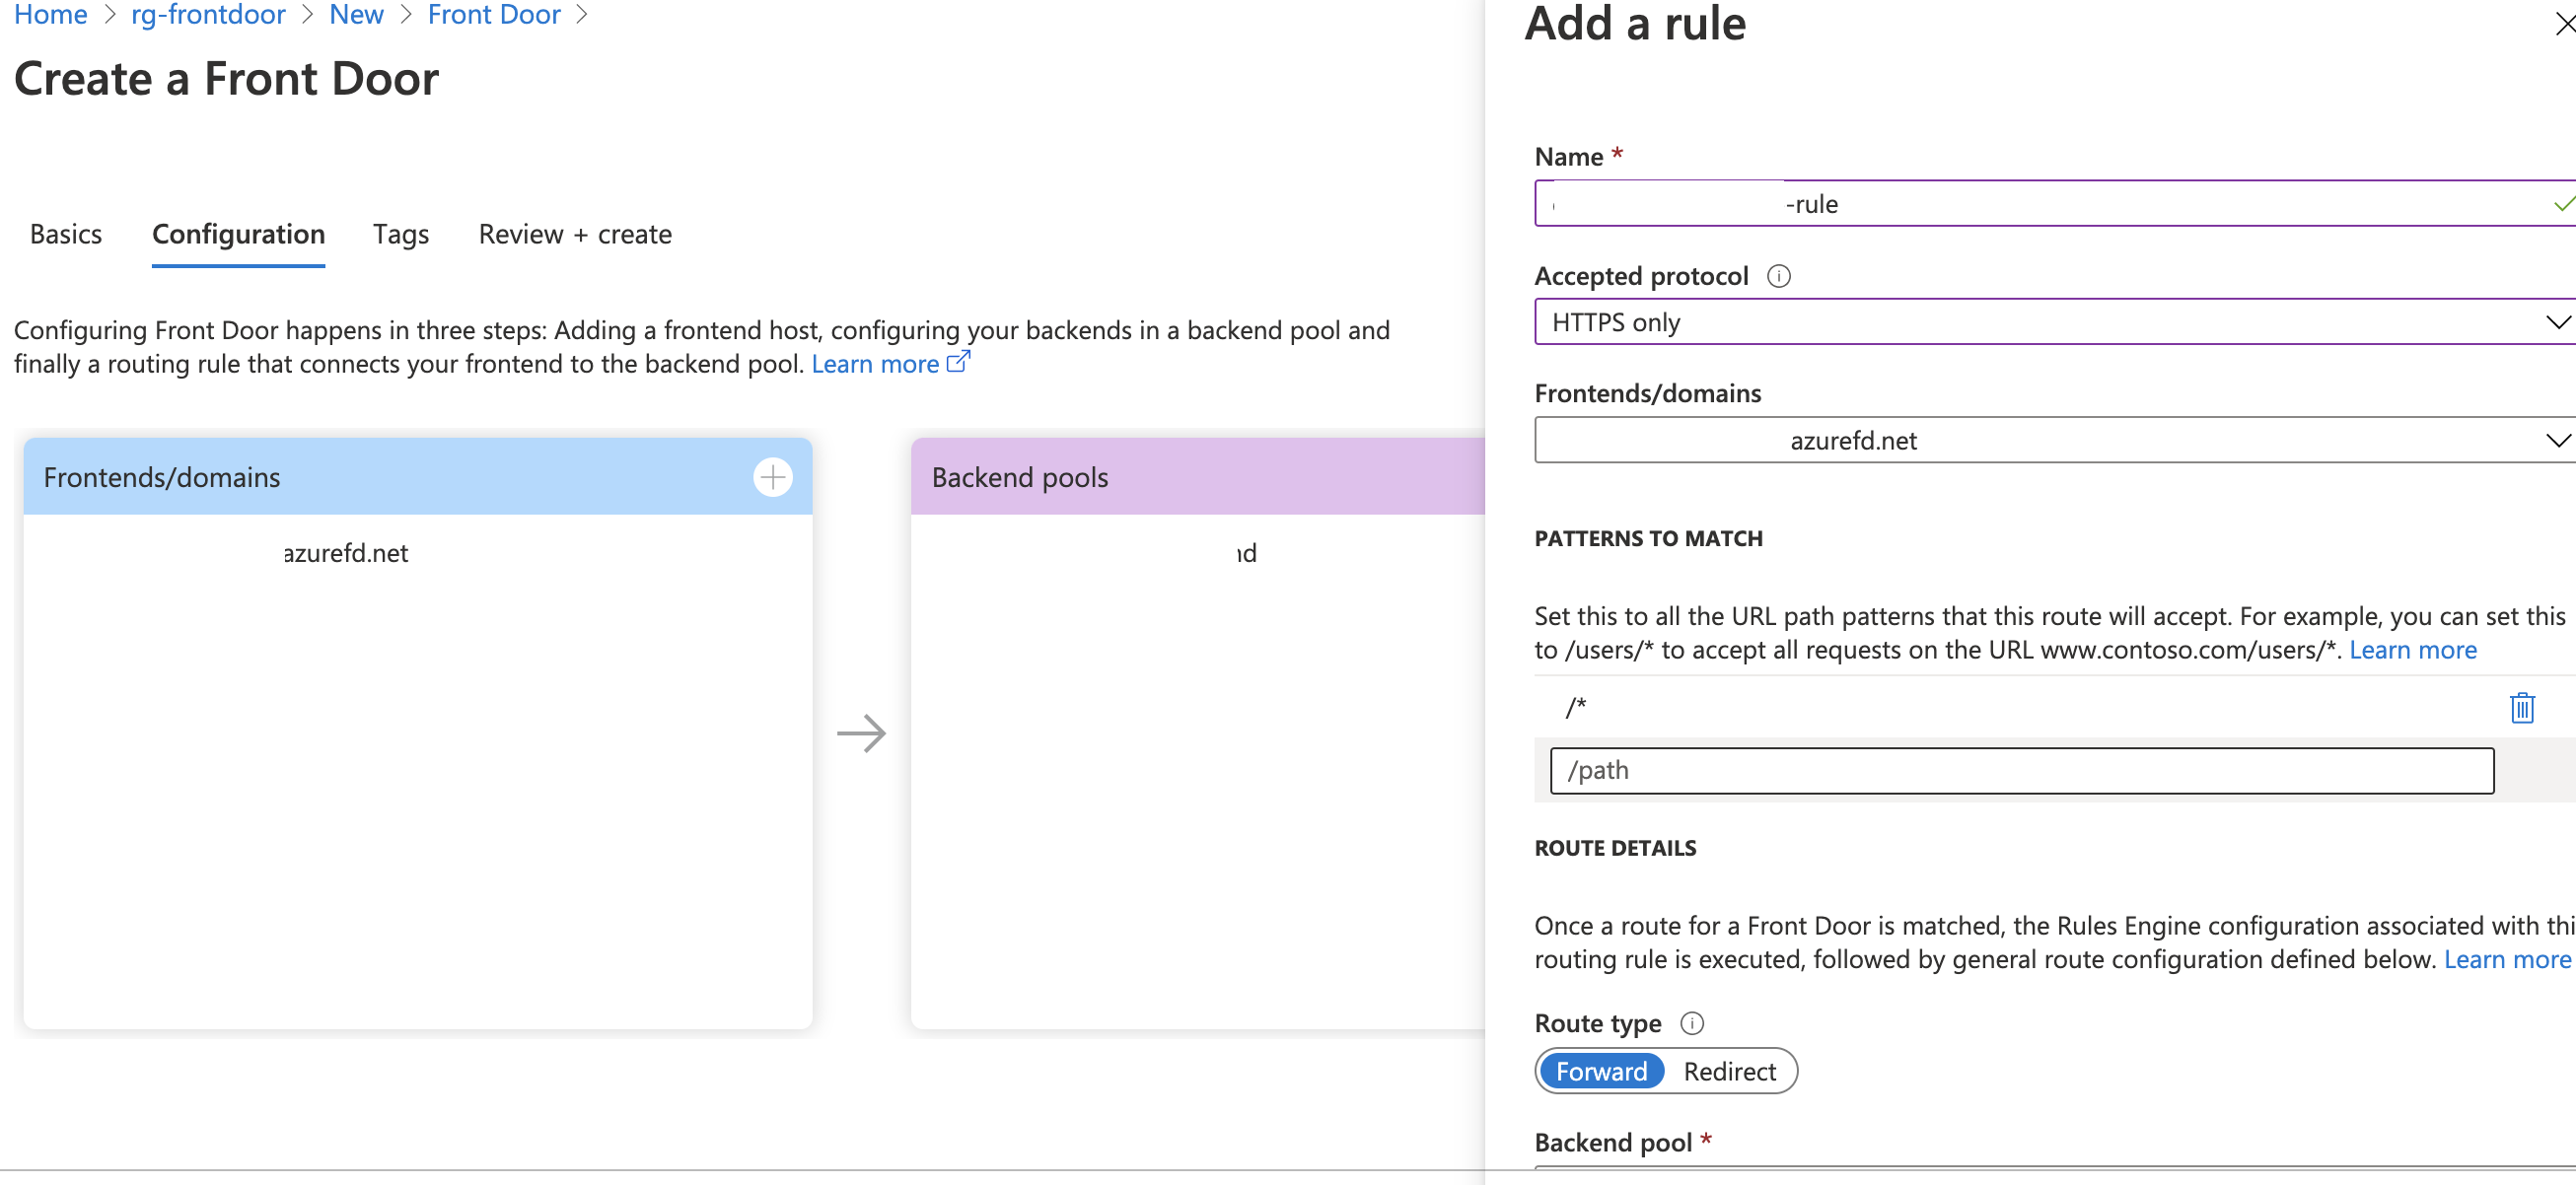 Home > rg-frontdoor > New > Front Door >
Create a Front Door
Basics Configuration Tags Review + create
Configuring Front Door happens in three steps: Adding a frontend host, configuring your backends in a backend pool and
finally a routing rule that connects your frontend to the backend pool. Learn more
Frontends/domains
azurefd.net
Backend pools
Add a rule
Name *
-rule
Accepted protocol
HTTPS only
Frontends/domains
azurefd.net
PATTERNS TO MATCH
Set this to all the URL path patterns that this route will accept. For example, you can set this
to /users/* to accept all requests on the URL www.contoso.com/users/*. Learn more
/*
/path
ROUTE DETAILS
Once a route for a Front Door is matched, the Rules Engine configuration associated with thi
routing rule is executed, followed by general route configuration defined below. Learn more
Route type
Forward Redirect
Backend pool *